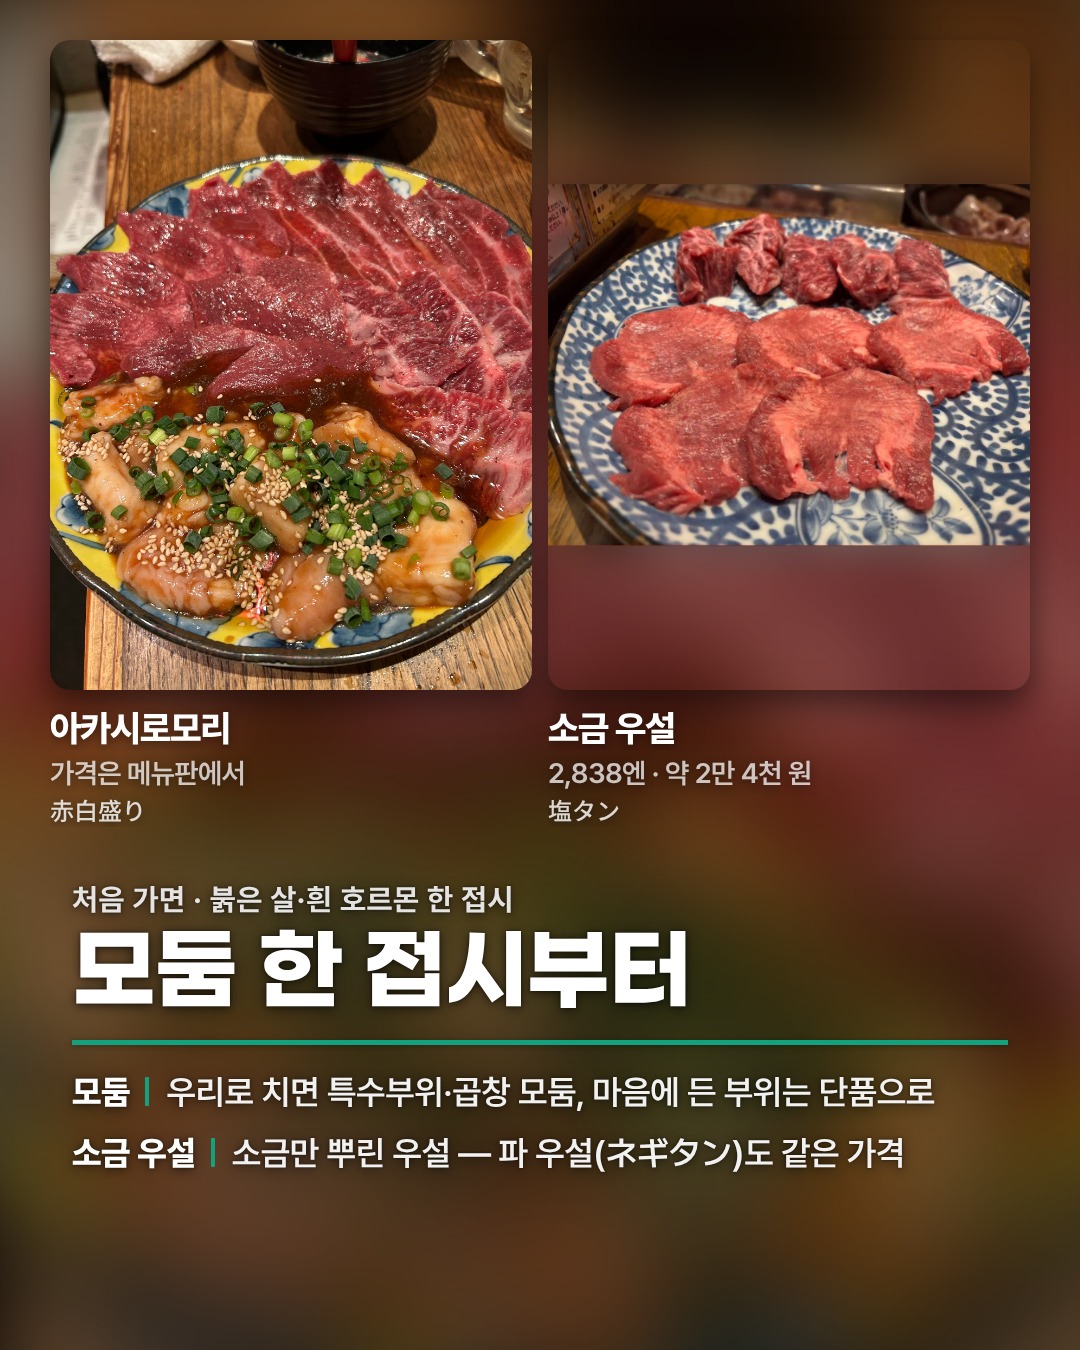 아카시로모리
가격은 메뉴판에서
赤白盛り
소금 우설
2,838엔 · 약 2만 4천 원
塩タン
처음 가면 · 붉은 살·흰 호르몬 한 접시
모둠 한 접시부터
모둠 | 우리로 치면 특수부위·곱창 모둠, 마음에 든 부위는 단품으로
소금 우설 | 소금만 뿌린 우설 — 파 우설(ネギタン)도 같은 가격